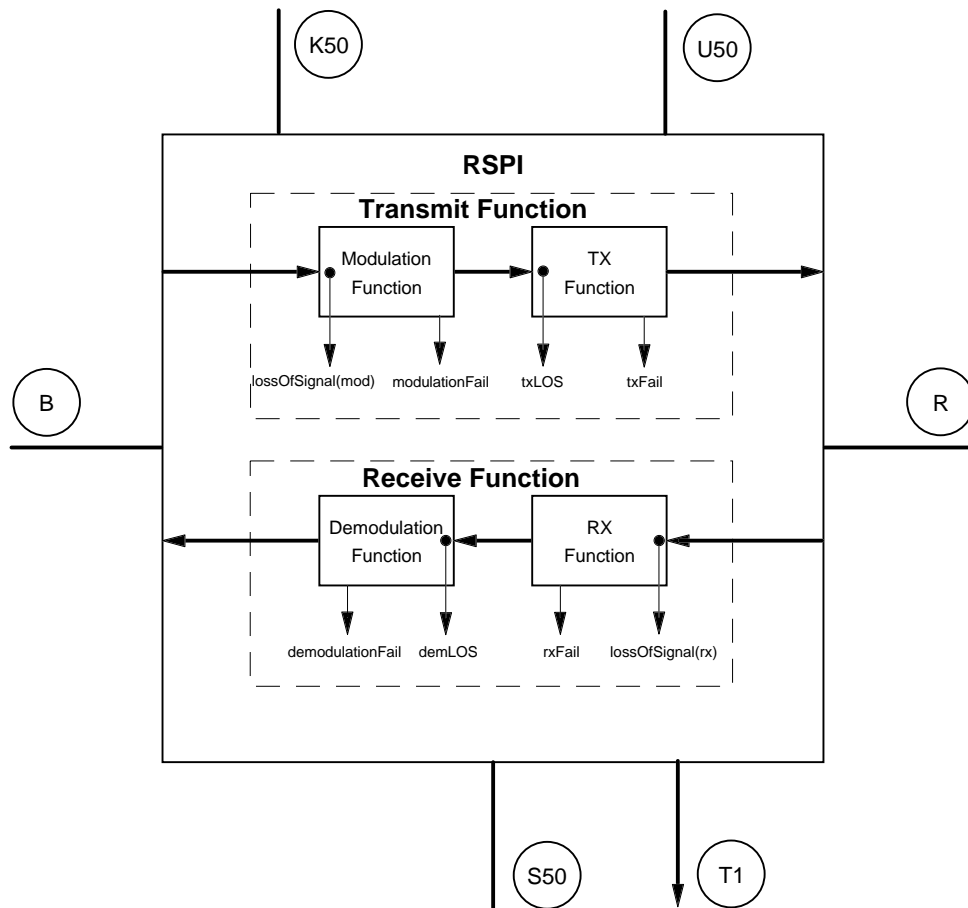 K50
U50
RSPI
Transmit Function
Modulation
Function
TX
Function
lossOfSignal(mod)
modulationFail
txLOS
txFail
B
R
Receive Function
Demodulation
Function
RX
Function
demodulationFail
demLOS
rxFail
lossOfSignal(rx)
S50
T1